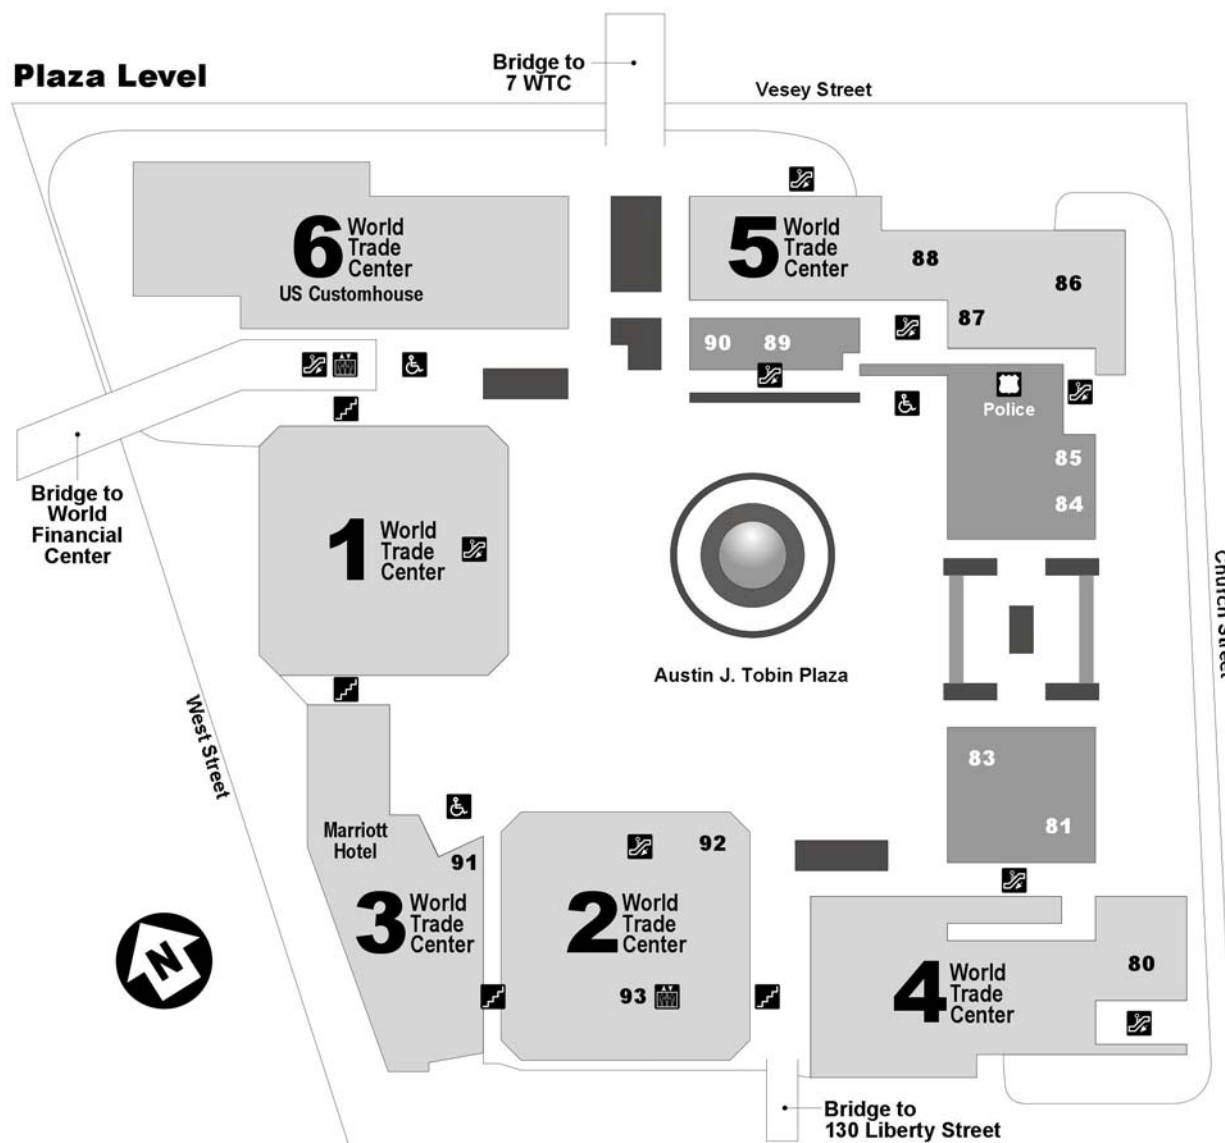 Plaza Level
Bridge to
7 WTC
Vesey Street
6
World
Trade
Center
US Customhouse
5
World
Trade
Center
88
86
87
90
89
Police
85
84
Bridge to
World
Financial
Center
1
World
Trade
Center
Church Street
Austin J. Tobin Plaza
West Street
83
81
Marriott
Hotel
91
3
World
Trade
Center
92
2
World
Trade
Center
93
80
4
World
Trade
Center
N
Bridge to
130 Liberty Street